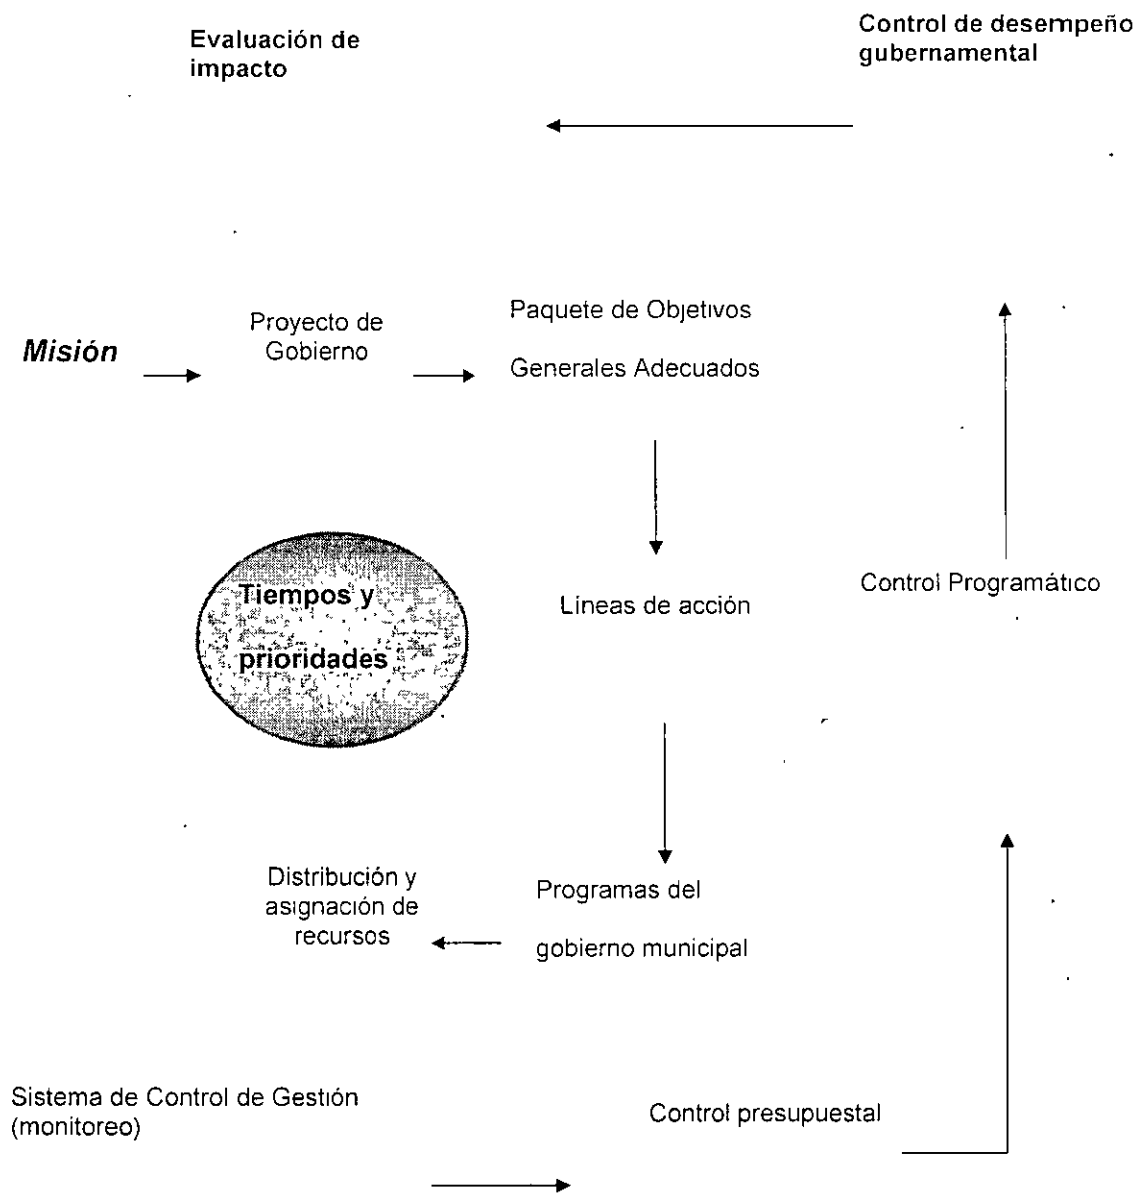 Evaluación de
impacto
Control de desempeño
gubernamental
Misión
Proyecto de
Gobierno
Paquete de Objetivos
Generales Adecuados
Tiempos y
prioridades
Líneas de acción
Control Programático
Distribución y
asignación de
recursos
Programas del
gobierno municipal
Sistema de Control de Gestión
(monitoreo)
Control presupuestal